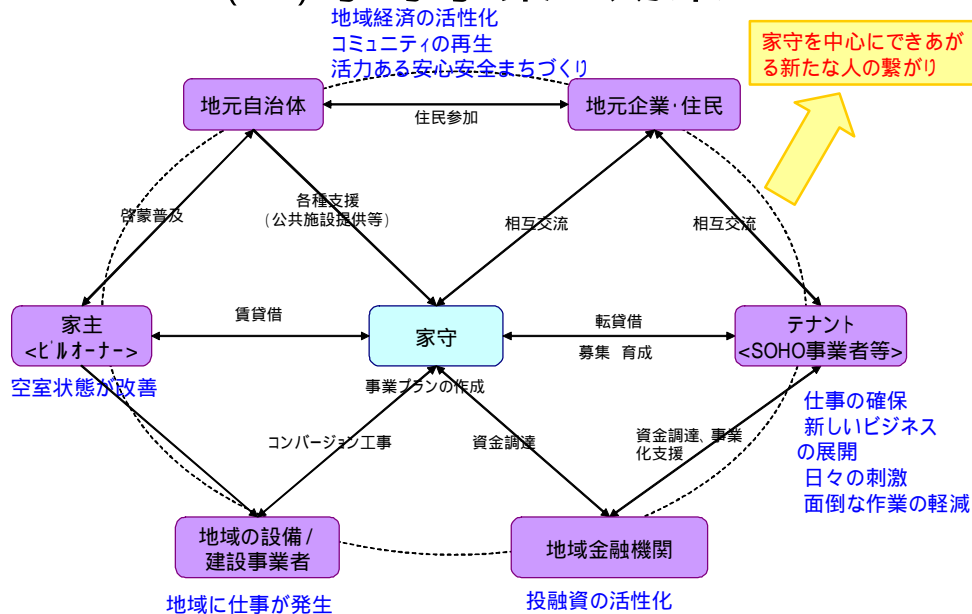 地域経済の活性化
コミュニティの再生
活力ある安心安全まちづくり
家守を中心にできあが
る新たな人の繋がり
地元自治体
住民参加
地元企業・住民
啓蒙普及
各種支援
(公共施設提供等)
相互交流
相互交流
家主
<ビルオーナー>
賃貸借
家守
転貸借
募集 育成
テナント
<SOHO事業者等>
空室状態が改善
事業プランの作成
コンバージョン工事
資金調達
資金調達、事業
化支援
仕事の確保
新しいビジネス
の展開
日々の刺激
面倒な作業の軽減
地域の設備/
建設事業者
地域金融機関
地域に仕事が発生
投融資の活性化